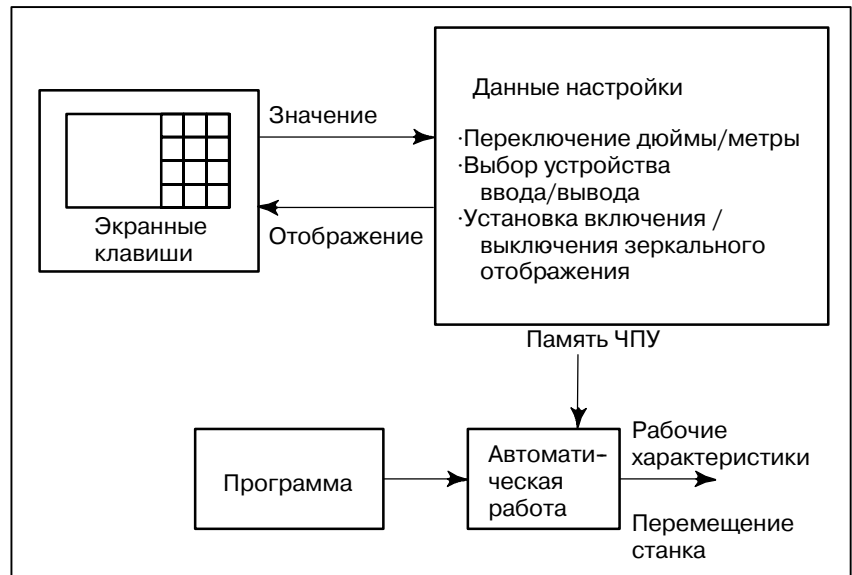 Данные настройки
Значение
·Переключение дюймы/метры
·Выбор устройства
ввода/вывода
·Установка включения /
выключения зеркального
отображения
Экранные
клавиши
Отображение
Память ЧПУ
Программа
Автомати-
ческая
работа
Рабочие
характеристики
Перемещение
станка